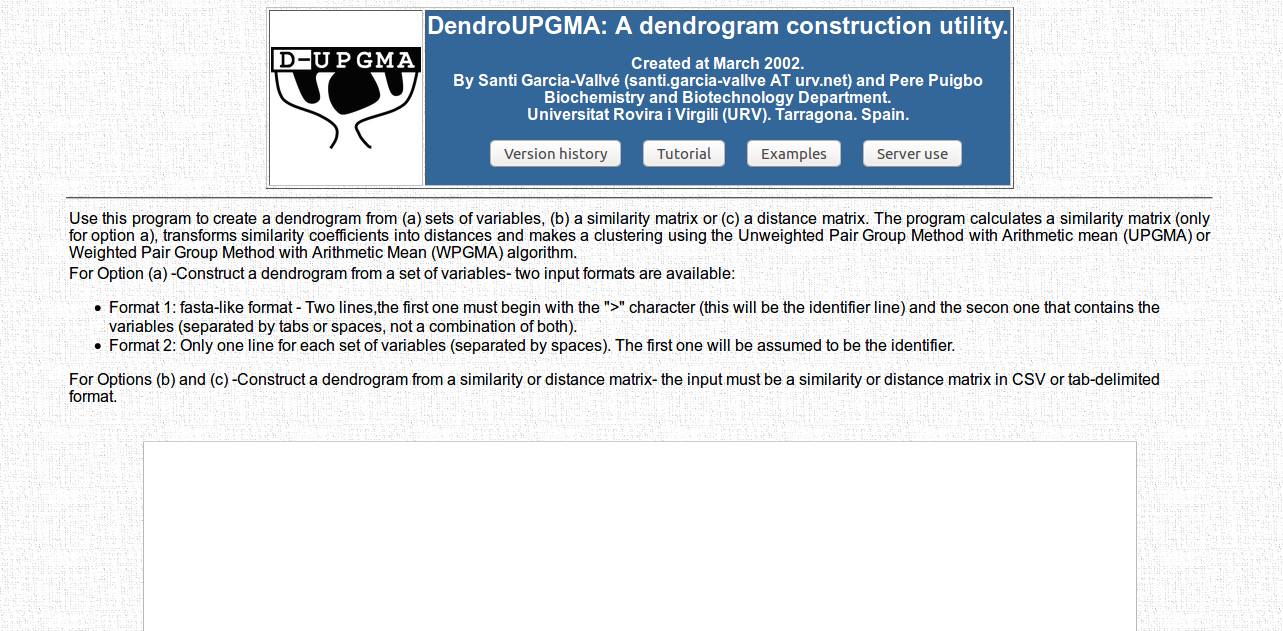 D-UPGMA
DendroUPGMA: A dendrogram construction utility.
Created at March 2002.
By Santi Garcia-Vallvé (santi.garcia-vallve AT urv.net) and Pere Puigbo
Biochemistry and Biotechnology Department.
Universitat Rovira i Virgili (URV). Tarragona. Spain.
Version history Tutorial Examples Server use
Use this program to create a dendrogram from (a) sets of variables, (b) a similarity matrix or (c) a distance matrix. The program calculates a similarity matrix (only
for option a), transforms similarity coefficients into distances and makes a clustering using the Unweighted Pair Group Method with Arithmetic mean (UPGMA) or
Weighted Pair Group Method with Arithmetic Mean (WPGMA) algorithm.
For Option (a) -Construct a dendrogram from a set of variables- two input formats are available:
• Format 1: fasta-like format - Two lines,the first one must begin with the ">" character (this will be the identifier line) and the secon one that contains the
variables (separated by tabs or spaces, not a combination of both).
• Format 2: Only one line for each set of variables (separated by spaces). The first one will be assumed to be the identifier.
For Options (b) and (c) -Construct a dendrogram from a similarity or distance matrix- the input must be a similarity or distance matrix in CSV or tab-delimited
format.